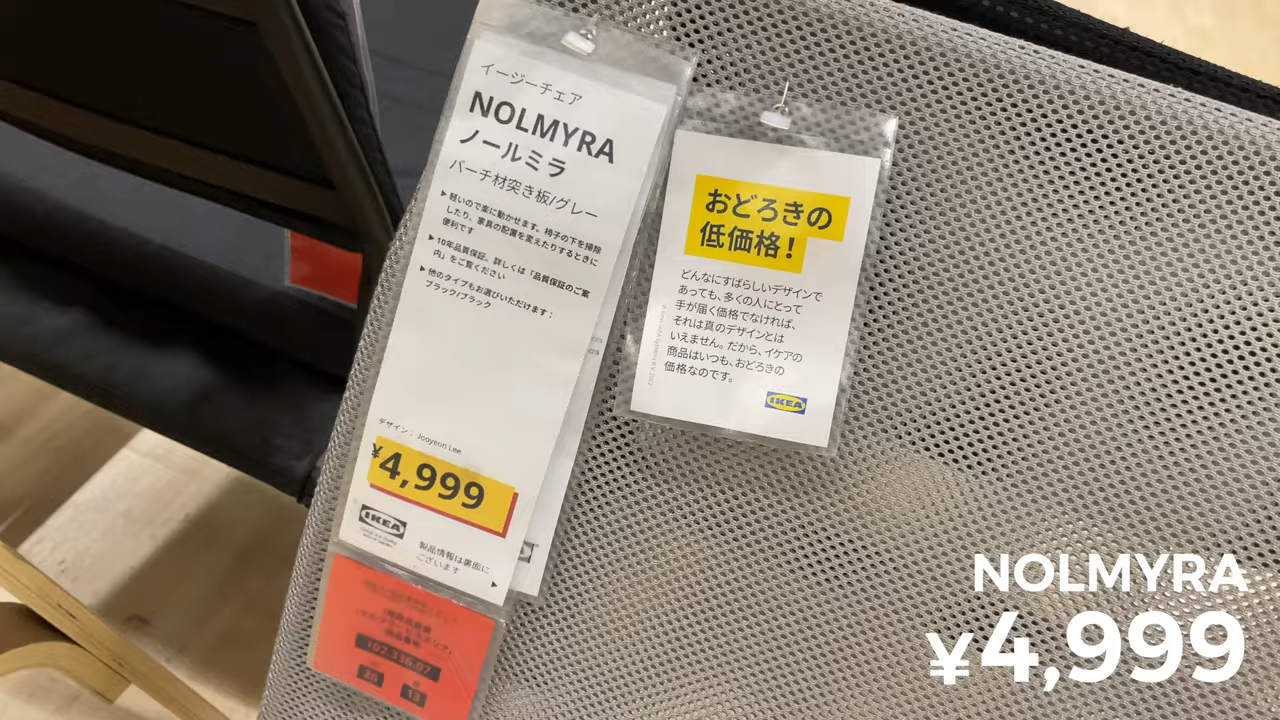 イージーチェア
NOLMYRA
ノールミラ
バーチ材突き板/グレー
▶軽いので楽に動かせます。椅子の下を掃除
したり、家具の配置を変えたりするときに
便利です
▶10年品質保証。詳しくは「品質保証のご案
内」をご覧ください
▶他のタイプもお選びいただけます：
ブラック/ブラック
デザイン： Jooyeon Lee
¥4,999
IKEA
製品情報は裏面に
ございます
▶
102.336.07
26
13
おどろきの
低価格！
どんなにすばらしいデザインで
あっても、多くの人にとって
手が届く価格でなければ、
それは真のデザインとは
いえません。だから、イケアの
商品はいつも、おどろきの
価格なのです。
IKEA
NOLMYRA
¥4,999